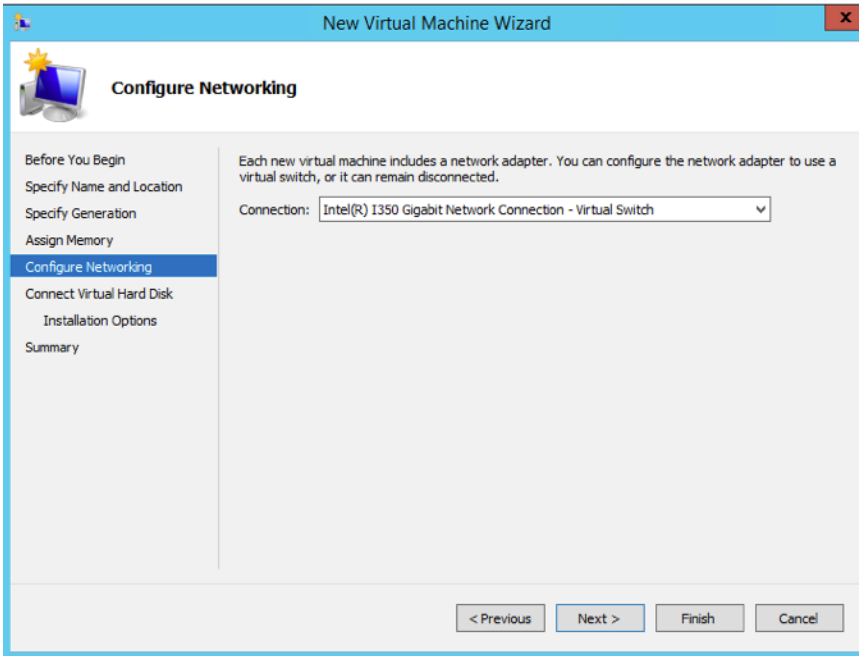 New Virtual Machine Wizard
x
Configure Networking
Before You Begin
Specify Name and Location
Specify Generation
Assign Memory
Configure Networking
Connect Virtual Hard Disk
Installation Options
Summary
Each new virtual machine includes a network adapter. You can configure the network adapter to use a
virtual switch, or it can remain disconnected.
Connection: Intel(R) I350 Gigabit Network Connection - Virtual Switch
< Previous Next > Finish Cancel